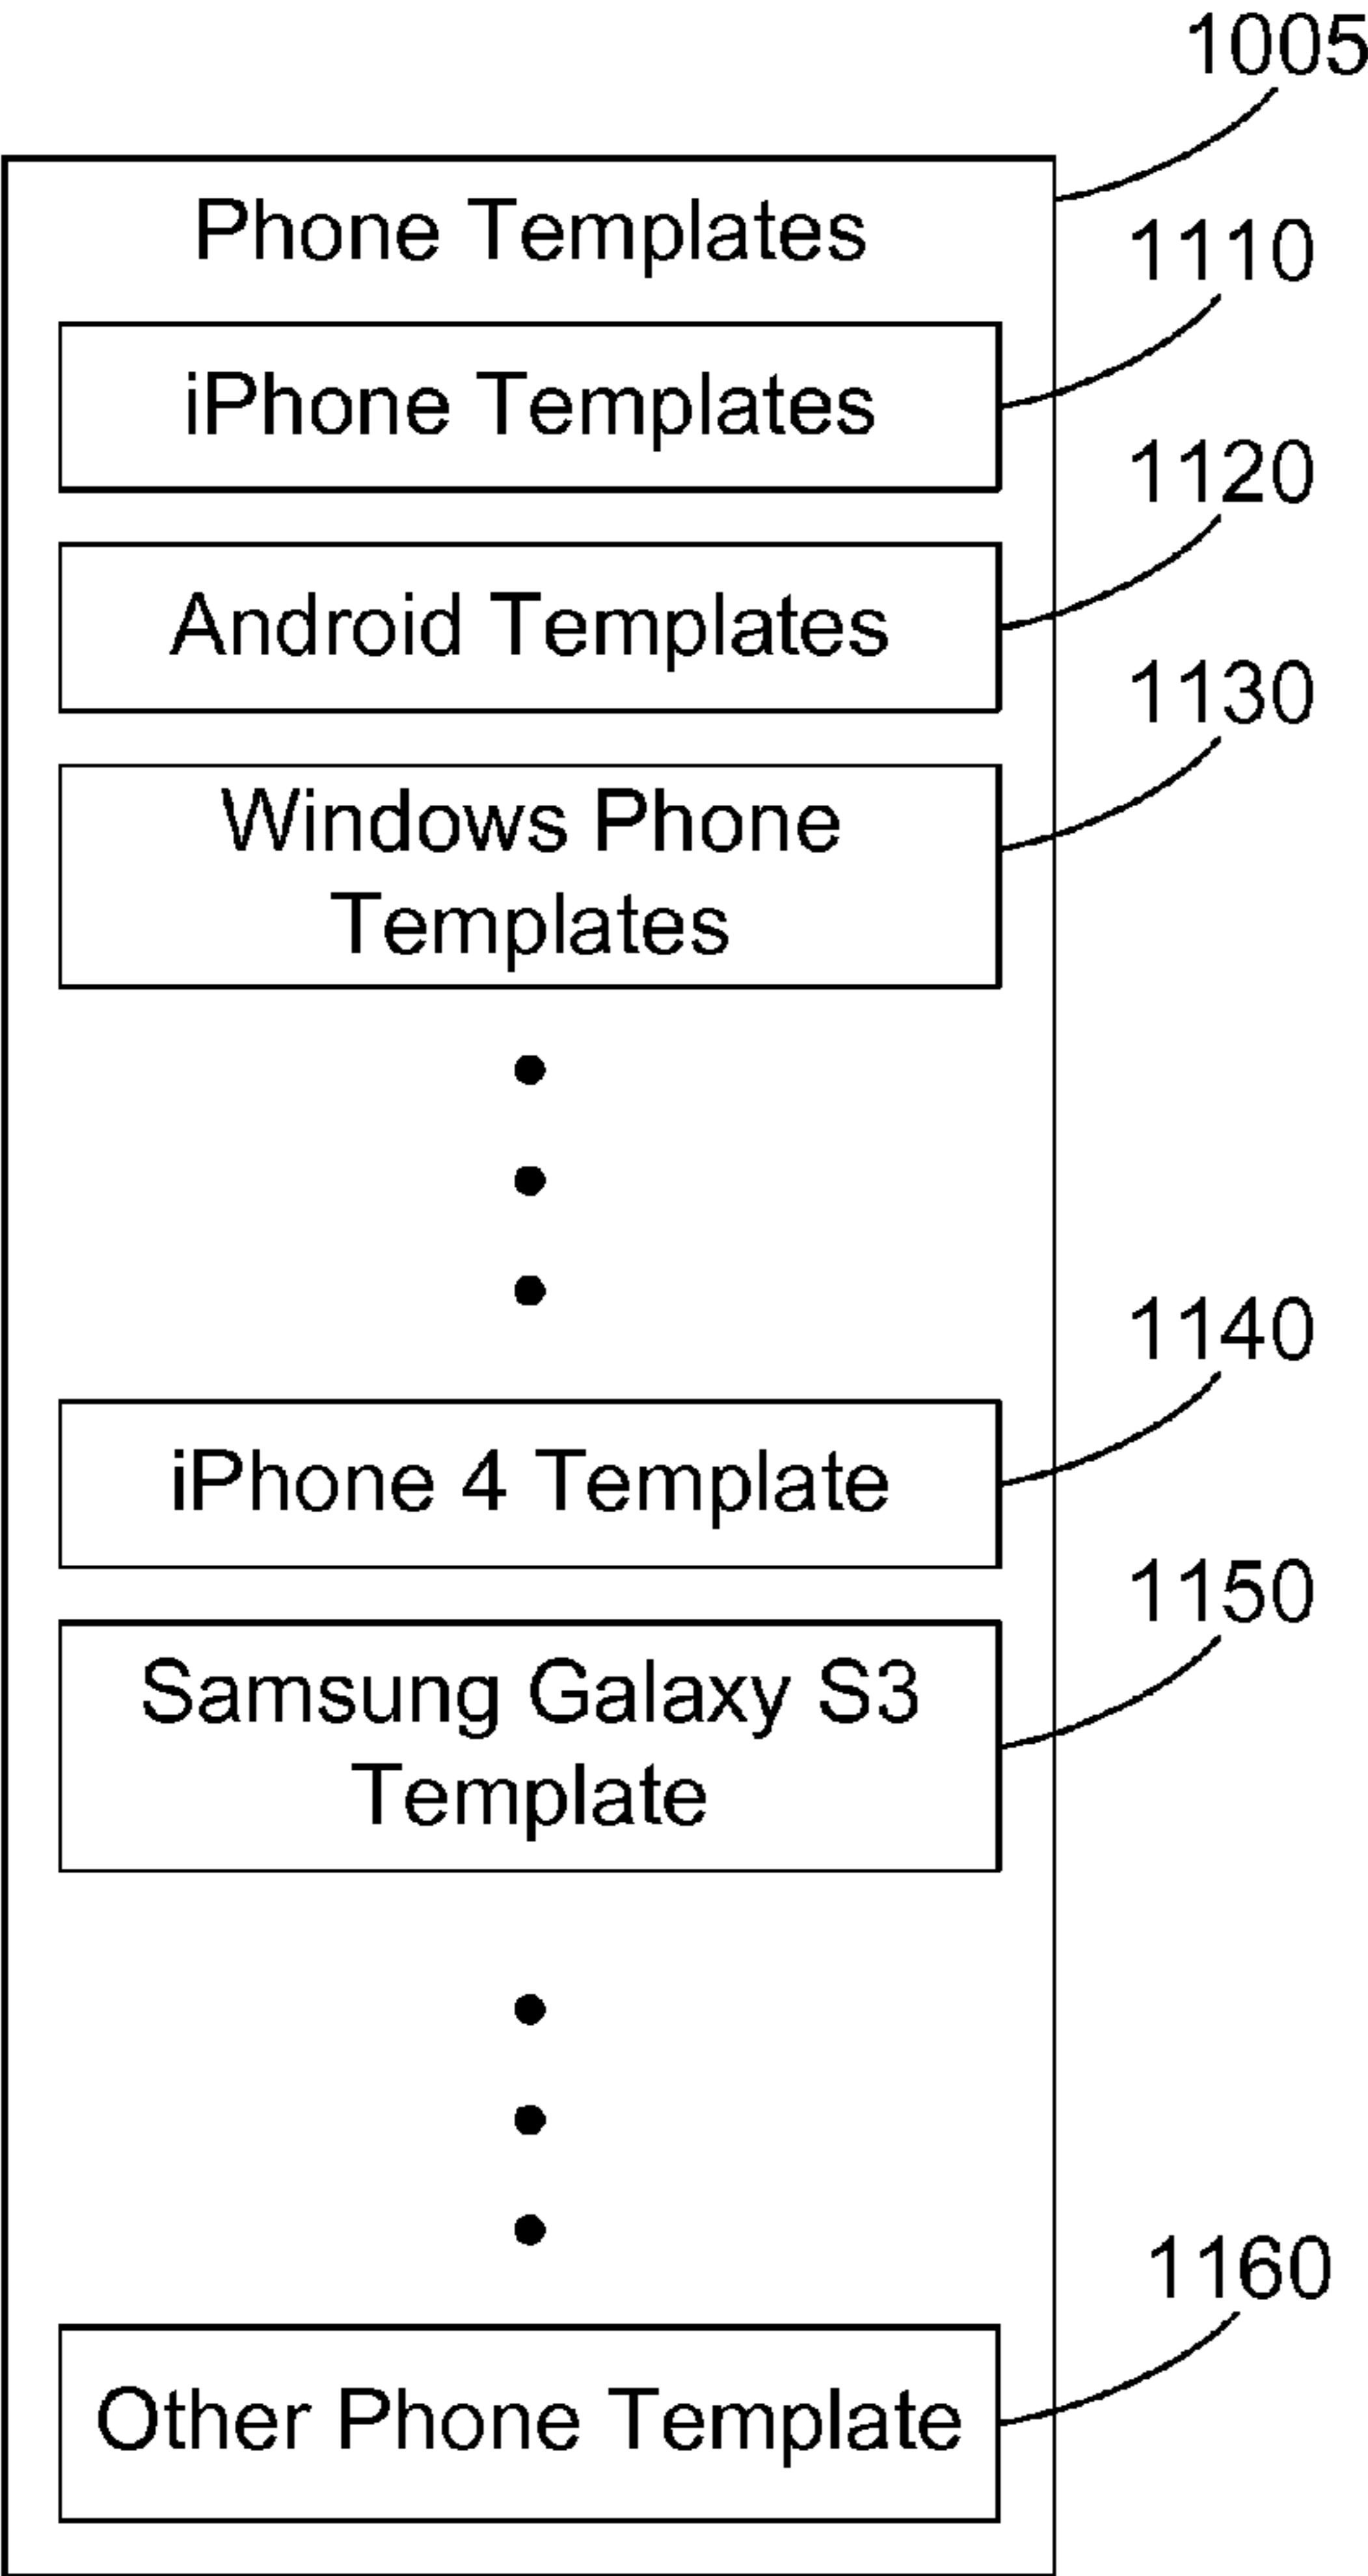 1005
Phone Templates
1110
iPhone Templates
1120
Android Templates
1130
Windows Phone
Templates
1140
iPhone 4 Template
1150
Samsung Galaxy S3
Template
1160
Other Phone Template